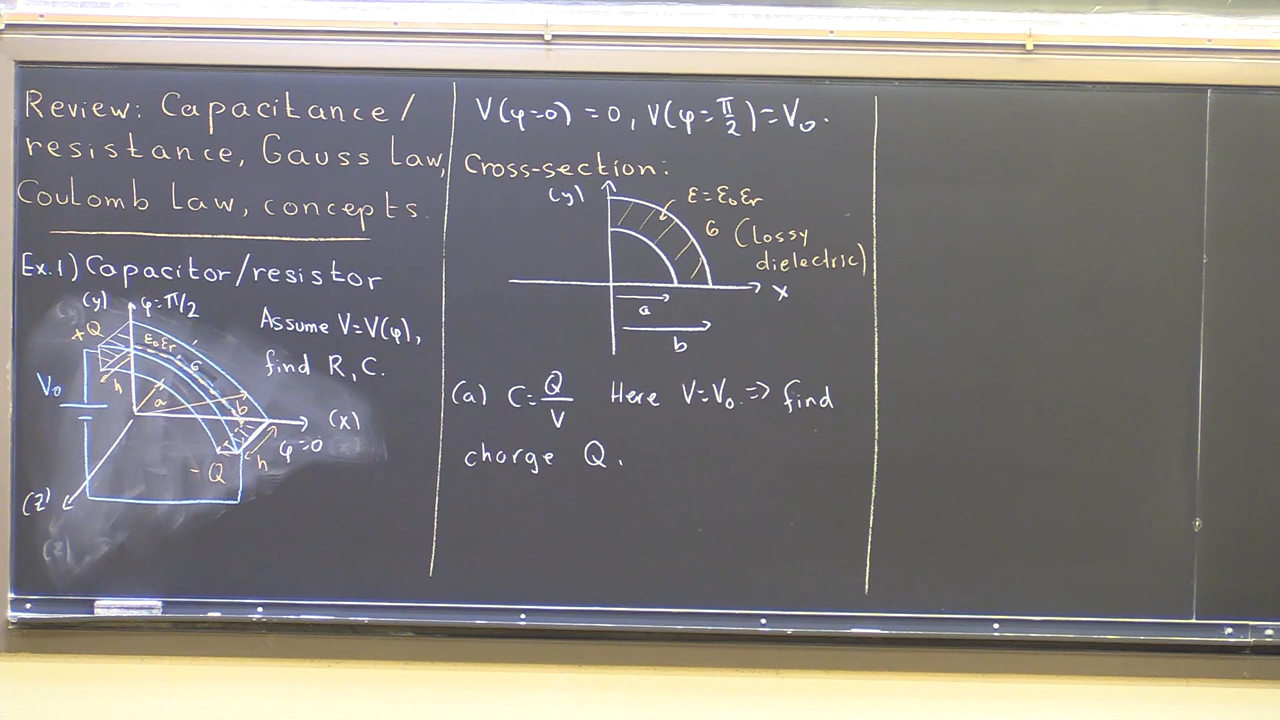 Review: Capacitance/
resistance, Gauss Law,
Coulomb Law, concepts.
Ex.1) Capacitor/resistor
(y)
φ=π/2
+Q
ε₀εr
σ
Assume V=V(φ),
find R, C.
V₀
h
a
b
(x)
φ=0
h
-Q
(z)
(z)
V(φ=0) = 0, V(φ=π/2)=V₀.
Cross-section:
(y)
ε=ε₀εr
σ (lossy
dielectric)
x
a
b
(a) C=Q/V Here V=V₀ => find
charge Q.